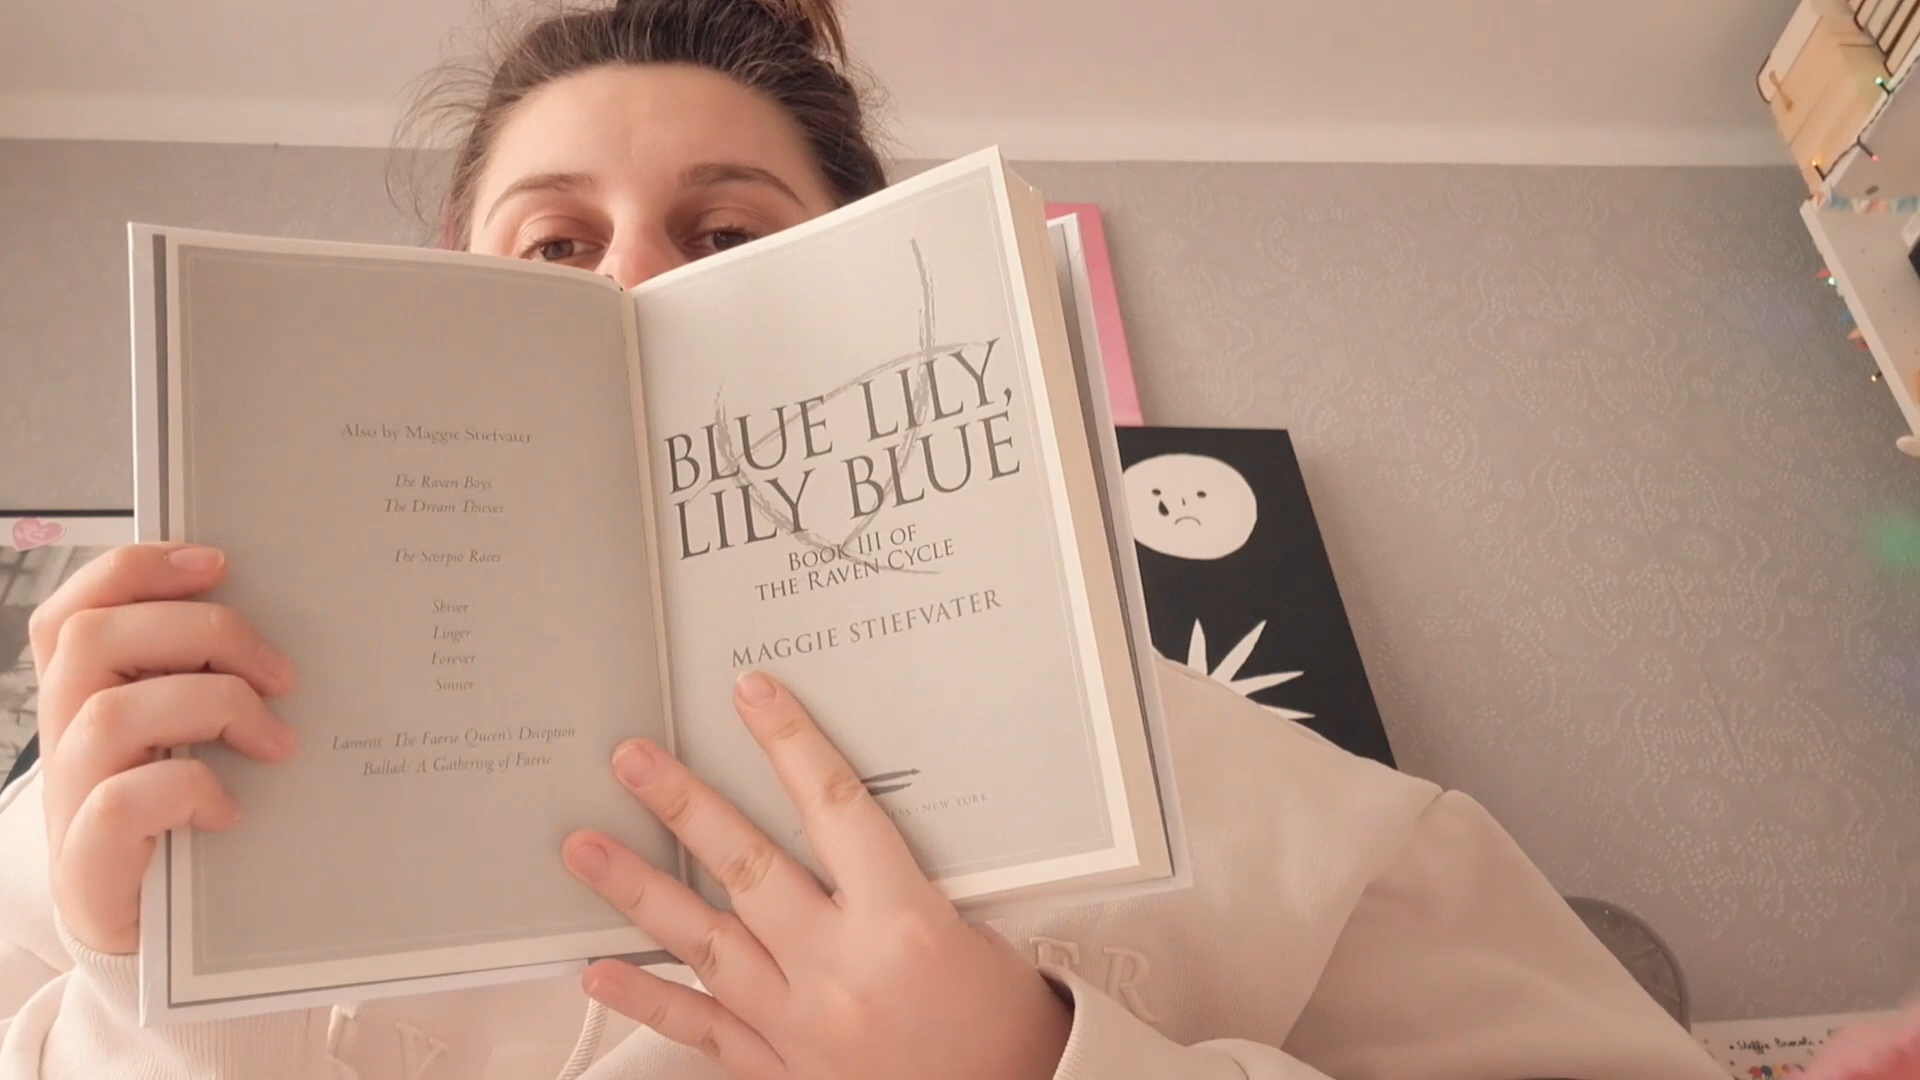 Also by Maggie Stiefvater
The Raven Boys
The Dream Thieves
The Scorpio Races
Shiver
Linger
Forever
Sinner
Lament: The Faerie Queen's Deception
Ballad: A Gathering of Faerie
BLUE LILY,
LILY BLUE
BOOK III OF
THE RAVEN CYCLE
MAGGIE STIEFVATER
NEW YORK
ER